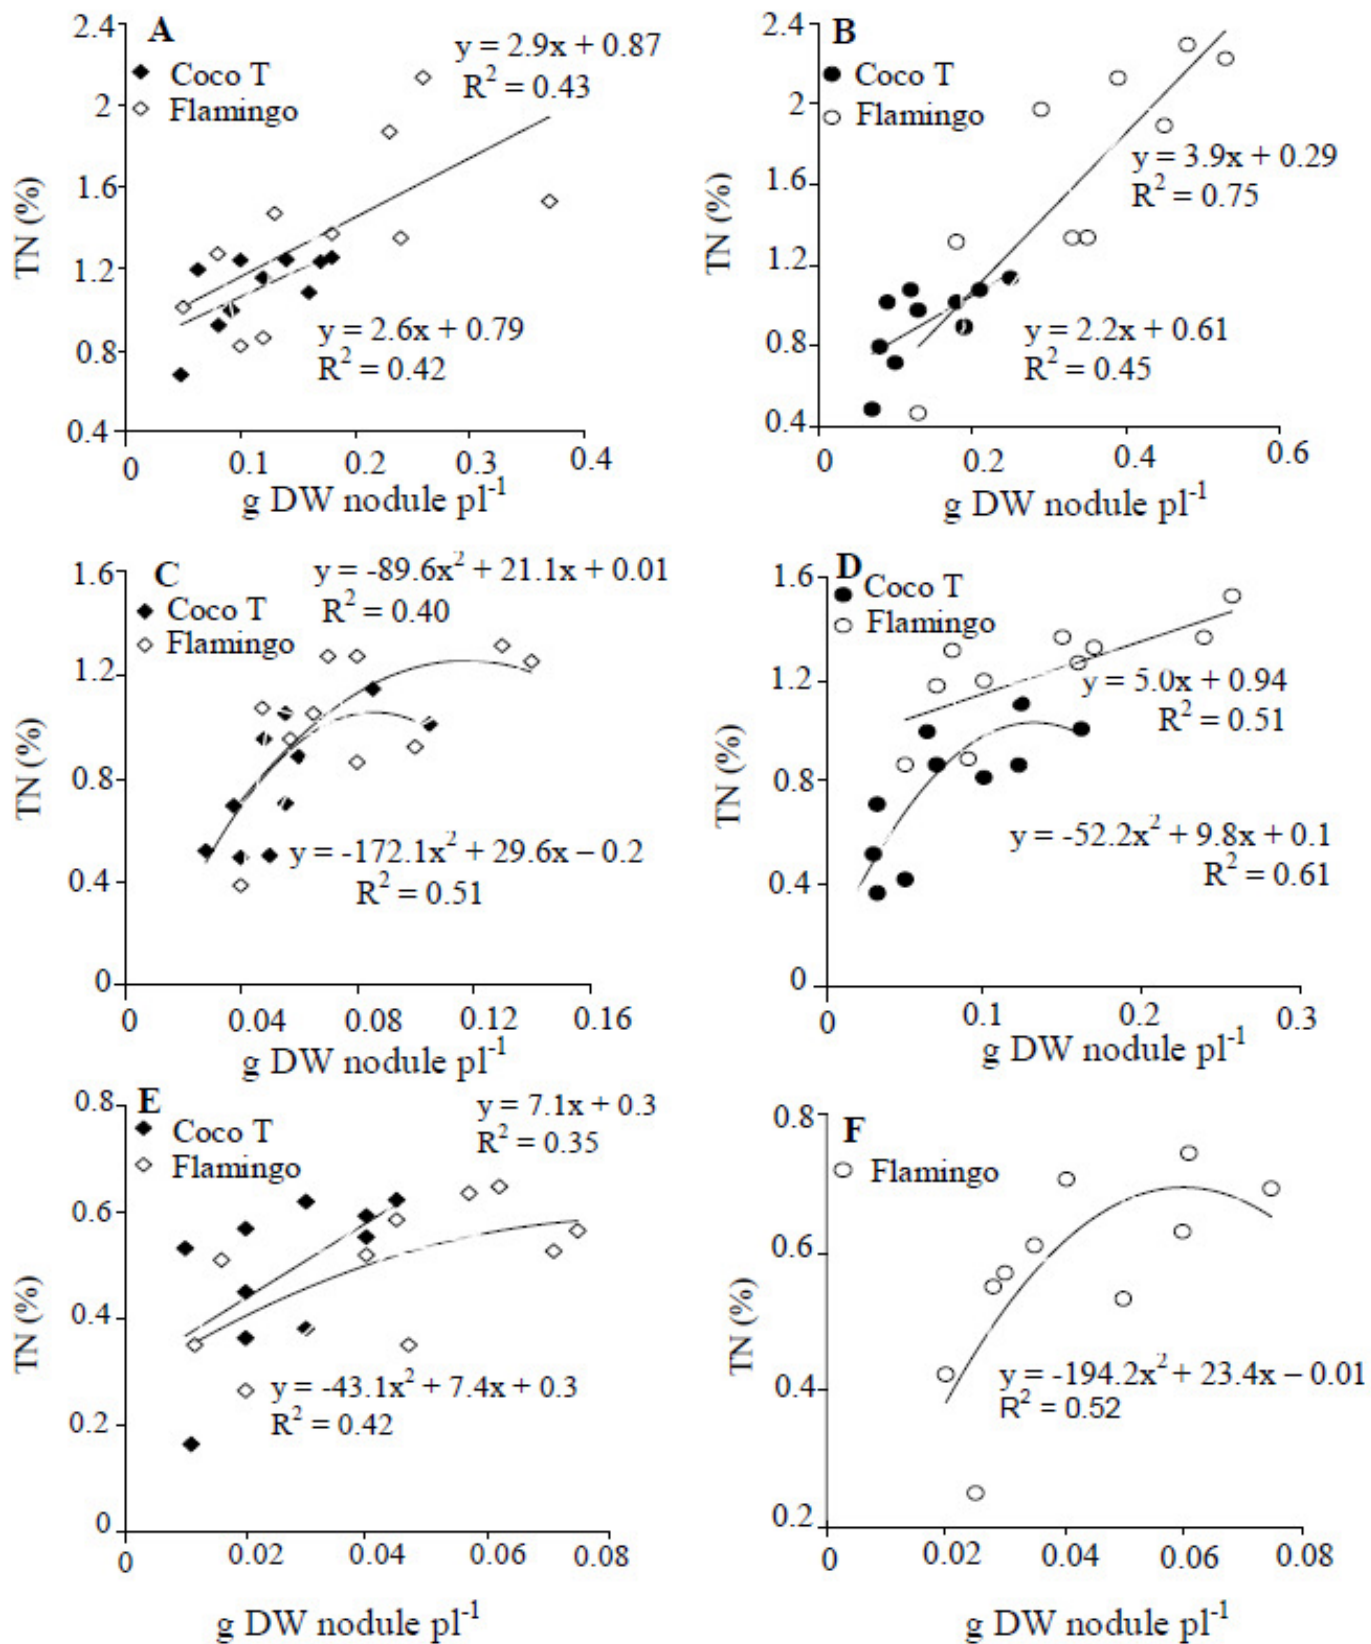 A
Coco T
Flamingo
y = 2.9x + 0.87
R² = 0.43
y = 2.6x + 0.79
R² = 0.42
TN (%)
2.4
2
1.6
1.2
0.8
0.4
0 0.1 0.2 0.3 0.4
g DW nodule pl⁻¹
B
Coco T
Flamingo
y = 3.9x + 0.29
R² = 0.75
y = 2.2x + 0.61
R² = 0.45
TN (%)
2.4
2
1.6
1.2
0.8
0.4
0 0.2 0.4 0.6
g DW nodule pl⁻¹
C
y = -89.6x² + 21.1x + 0.01
R² = 0.40
Coco T
Flamingo
y = -172.1x² + 29.6x – 0.2
R² = 0.51
TN (%)
1.6
1.2
0.8
0.4
0
0 0.04 0.08 0.12 0.16
g DW nodule pl⁻¹
D
Coco T
Flamingo
y = 5.0x + 0.94
R² = 0.51
y = -52.2x² + 9.8x + 0.1
R² = 0.61
TN (%)
1.6
1.2
0.8
0.4
0
0 0.1 0.2 0.3
g DW nodule pl⁻¹
E
Coco T
Flamingo
y = 7.1x + 0.3
R² = 0.35
y = -43.1x² + 7.4x + 0.3
R² = 0.42
TN (%)
0.8
0.6
0.4
0.2
0
0 0.02 0.04 0.06 0.08
g DW nodule pl⁻¹
F
Flamingo
y = -194.2x² + 23.4x – 0.01
R² = 0.52
TN (%)
0.8
0.6
0.4
0.2
0 0.02 0.04 0.06 0.08
g DW nodule pl⁻¹